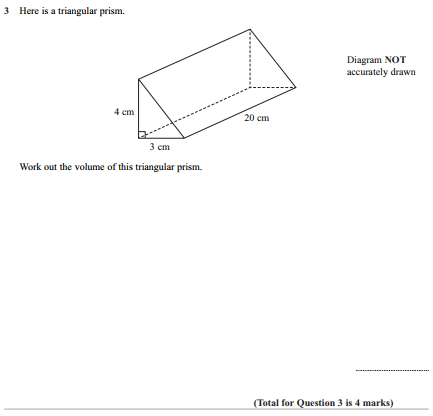 3 Here is a triangular prism.
Diagram NOT
accurately drawn
4 cm
20 cm
3 cm
Work out the volume of this triangular prism.
(Total for Question 3 is 4 marks)